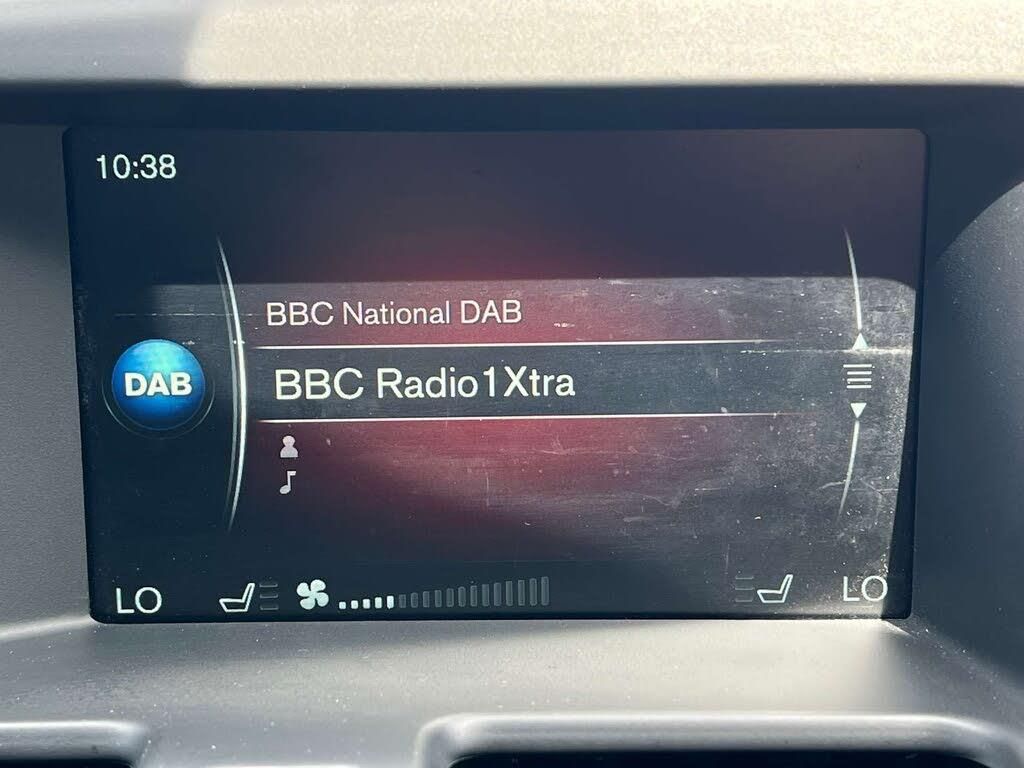 10:38
BBC National DAB
DAB
BBC Radio1Xtra
LO
LO